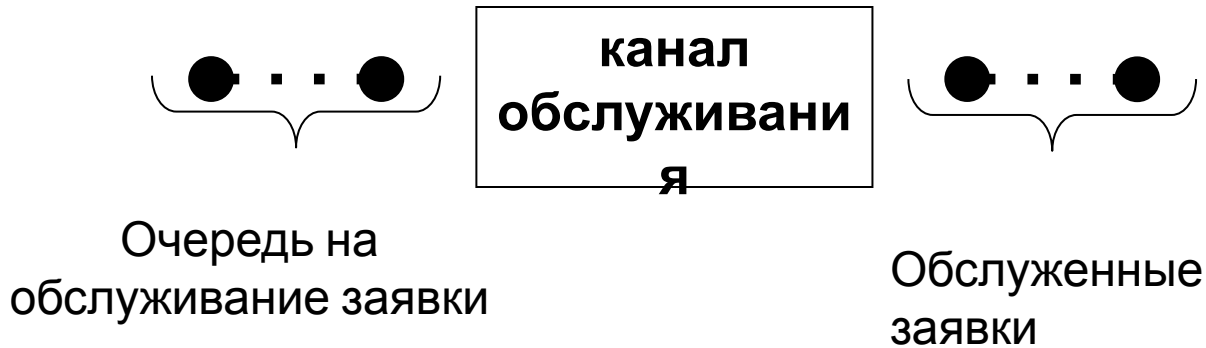 канал
обслуживани
я
Очередь на
обслуживание заявки
Обслуженные
заявки